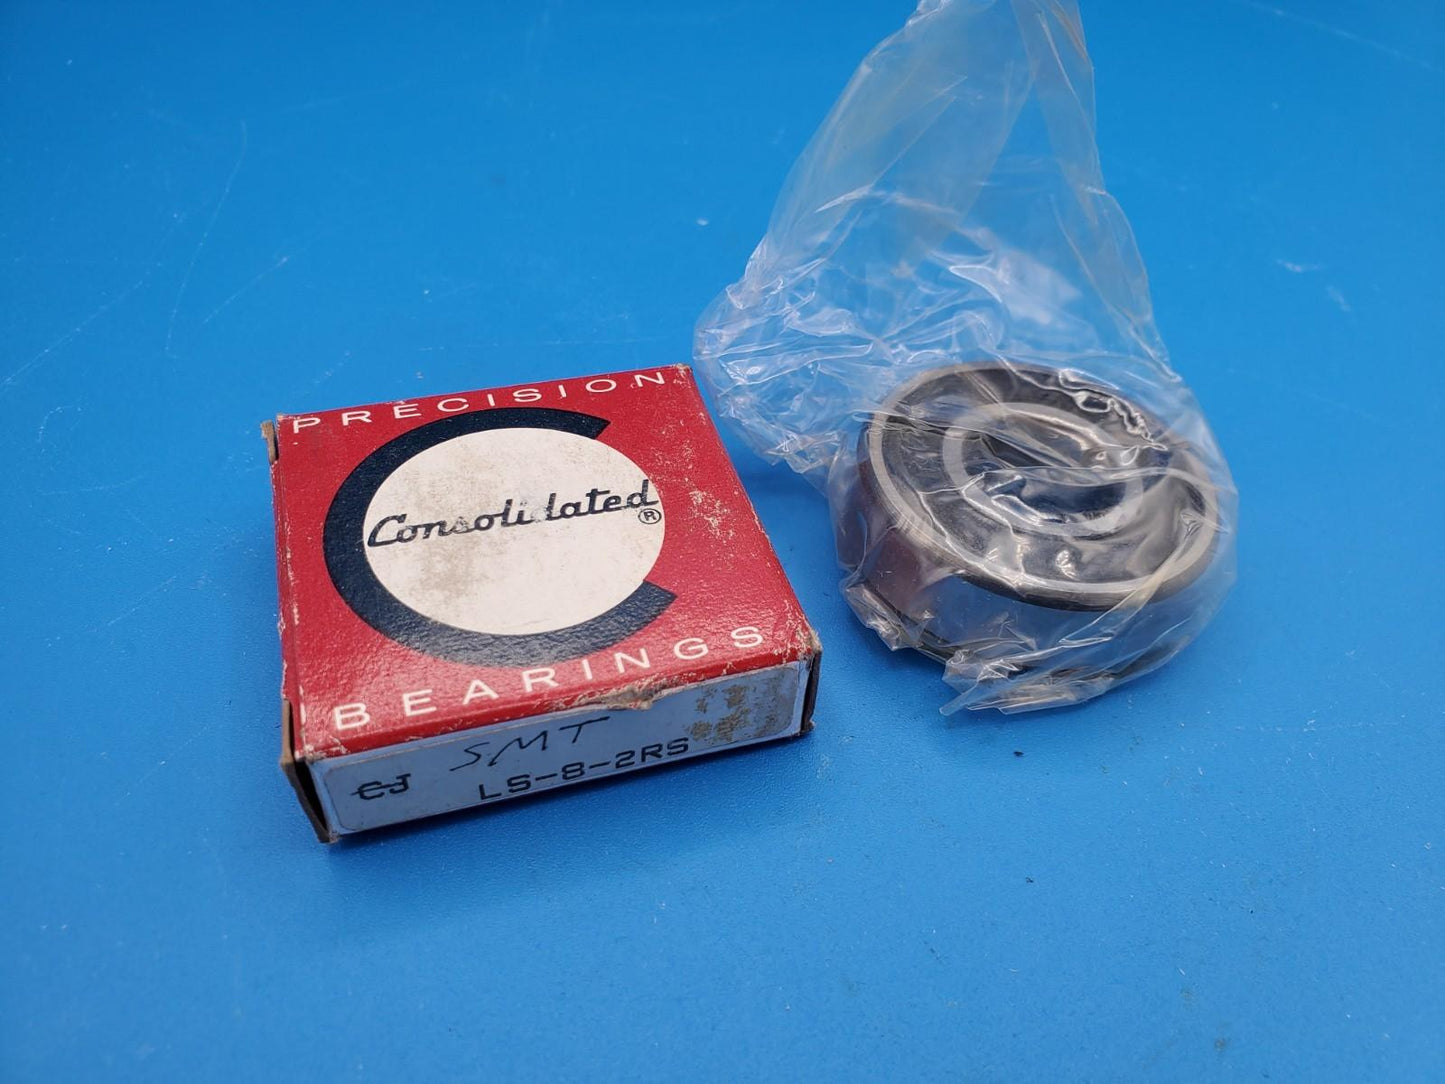 PRECISION
Consolidated®
BEARINGS
SMT
CJ LS-8-2RS